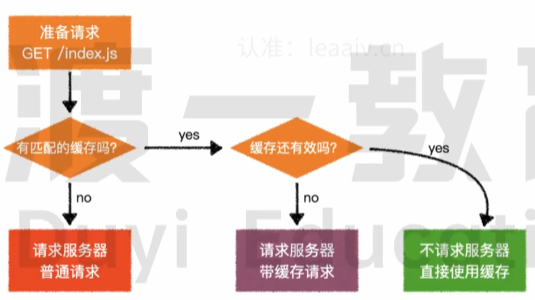 准备请求
GET /index.js
认准：leaaiv.cn
渡一教育
有匹配的缓存吗?
yes
缓存还有效吗?
yes
no
no
Duyi Educati
请求服务器
普通请求
请求服务器
带缓存请求
不请求服务器
直接使用缓存